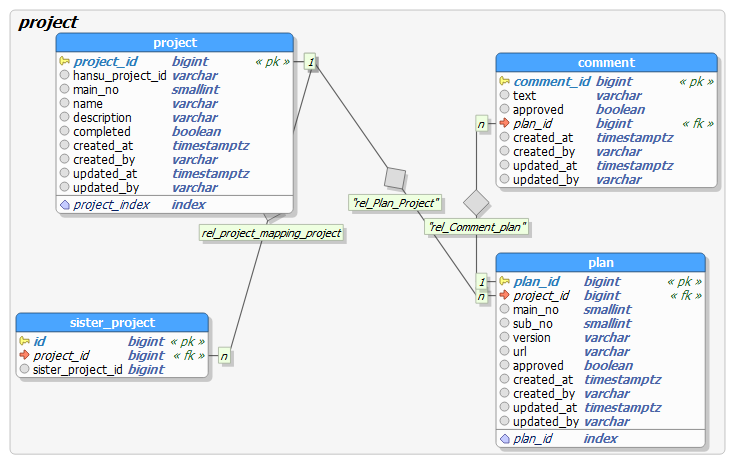 project
project
project_id bigint « pk »
hansu_project_id varchar
main_no smallint
name varchar
description varchar
completed boolean
created_at timestamptz
created_by varchar
updated_at timestamptz
updated_by varchar
project_index index
1
comment
comment_id bigint « pk »
text varchar
approved boolean
plan_id bigint « fk »
created_at timestamptz
created_by varchar
updated_at timestamptz
updated_by varchar
n
"rel_Plan_Project"
"rel_Comment_plan"
rel_project_mapping_project
plan
plan_id bigint « pk »
project_id bigint « fk »
main_no smallint
sub_no smallint
version varchar
url varchar
approved boolean
created_at timestamptz
created_by varchar
updated_at timestamptz
updated_by varchar
plan_id index
1
n
sister_project
id bigint « pk »
project_id bigint « fk »
sister_project_id bigint
n